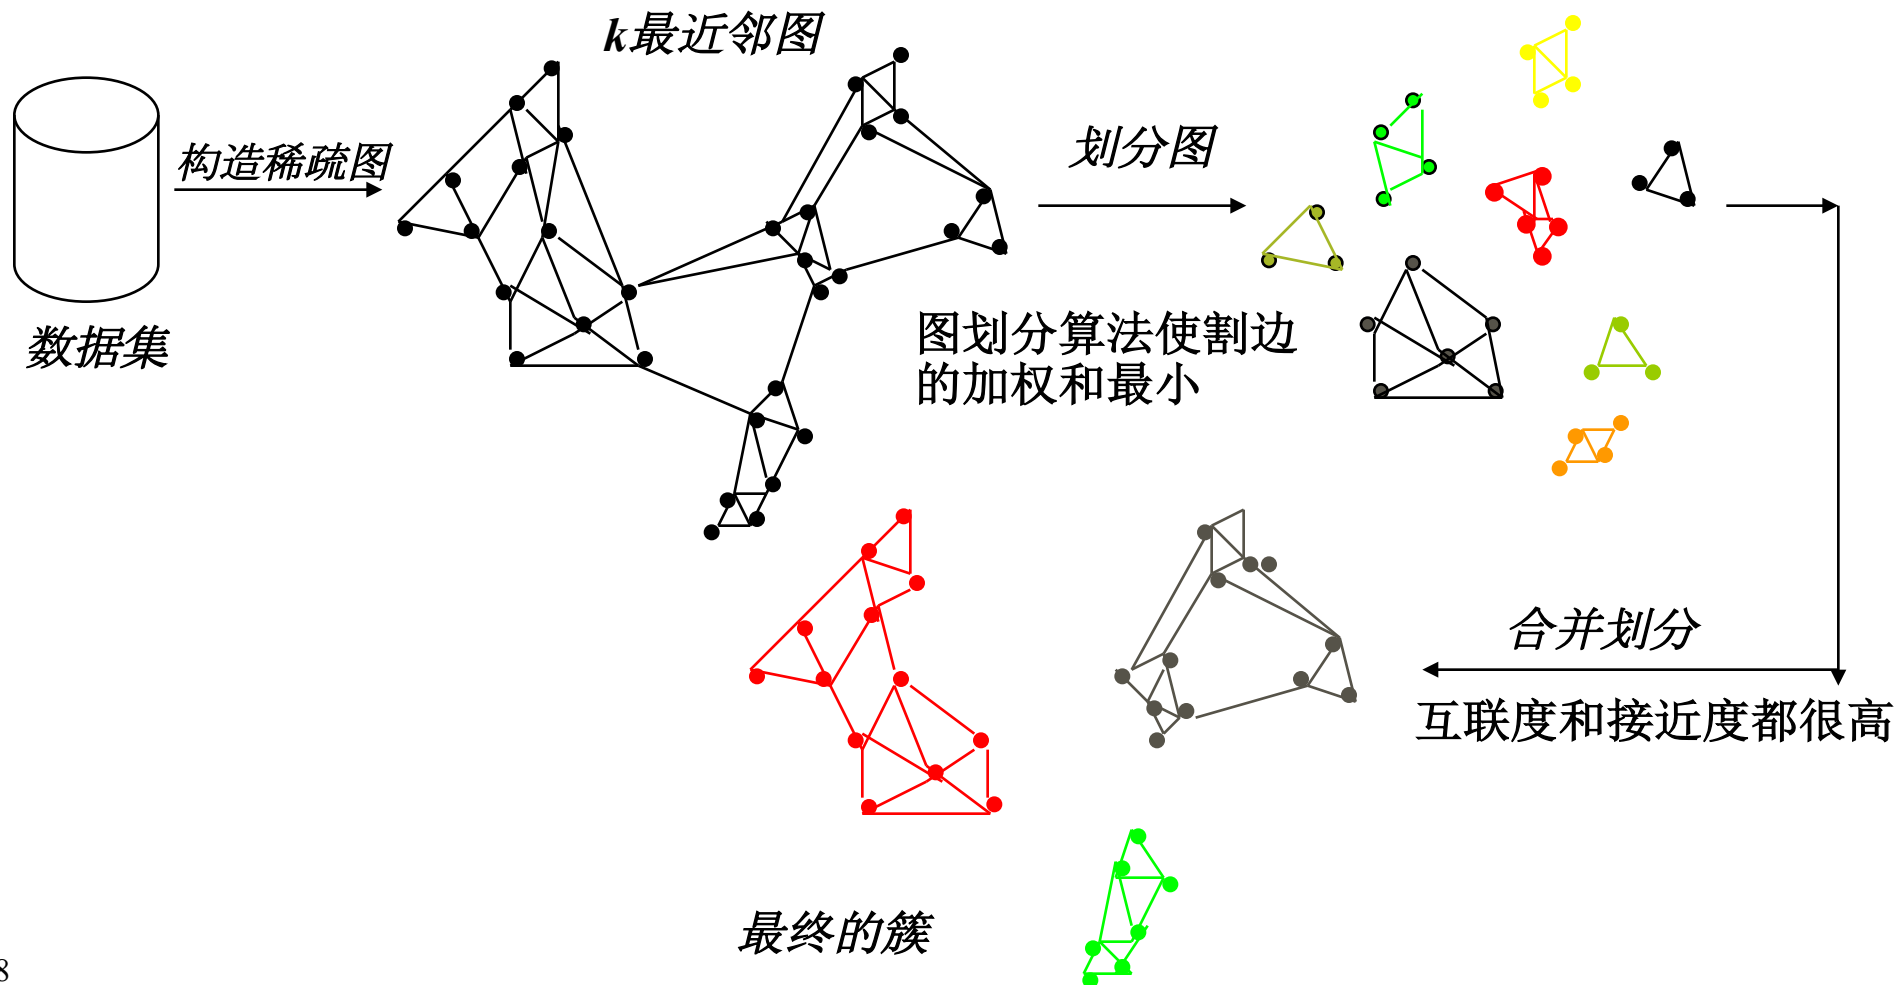 k最近邻图
构造稀疏图
划分图
数据集
图划分算法使割边
的加权和最小
合并划分
互联度和接近度都很高
最终的簇
8